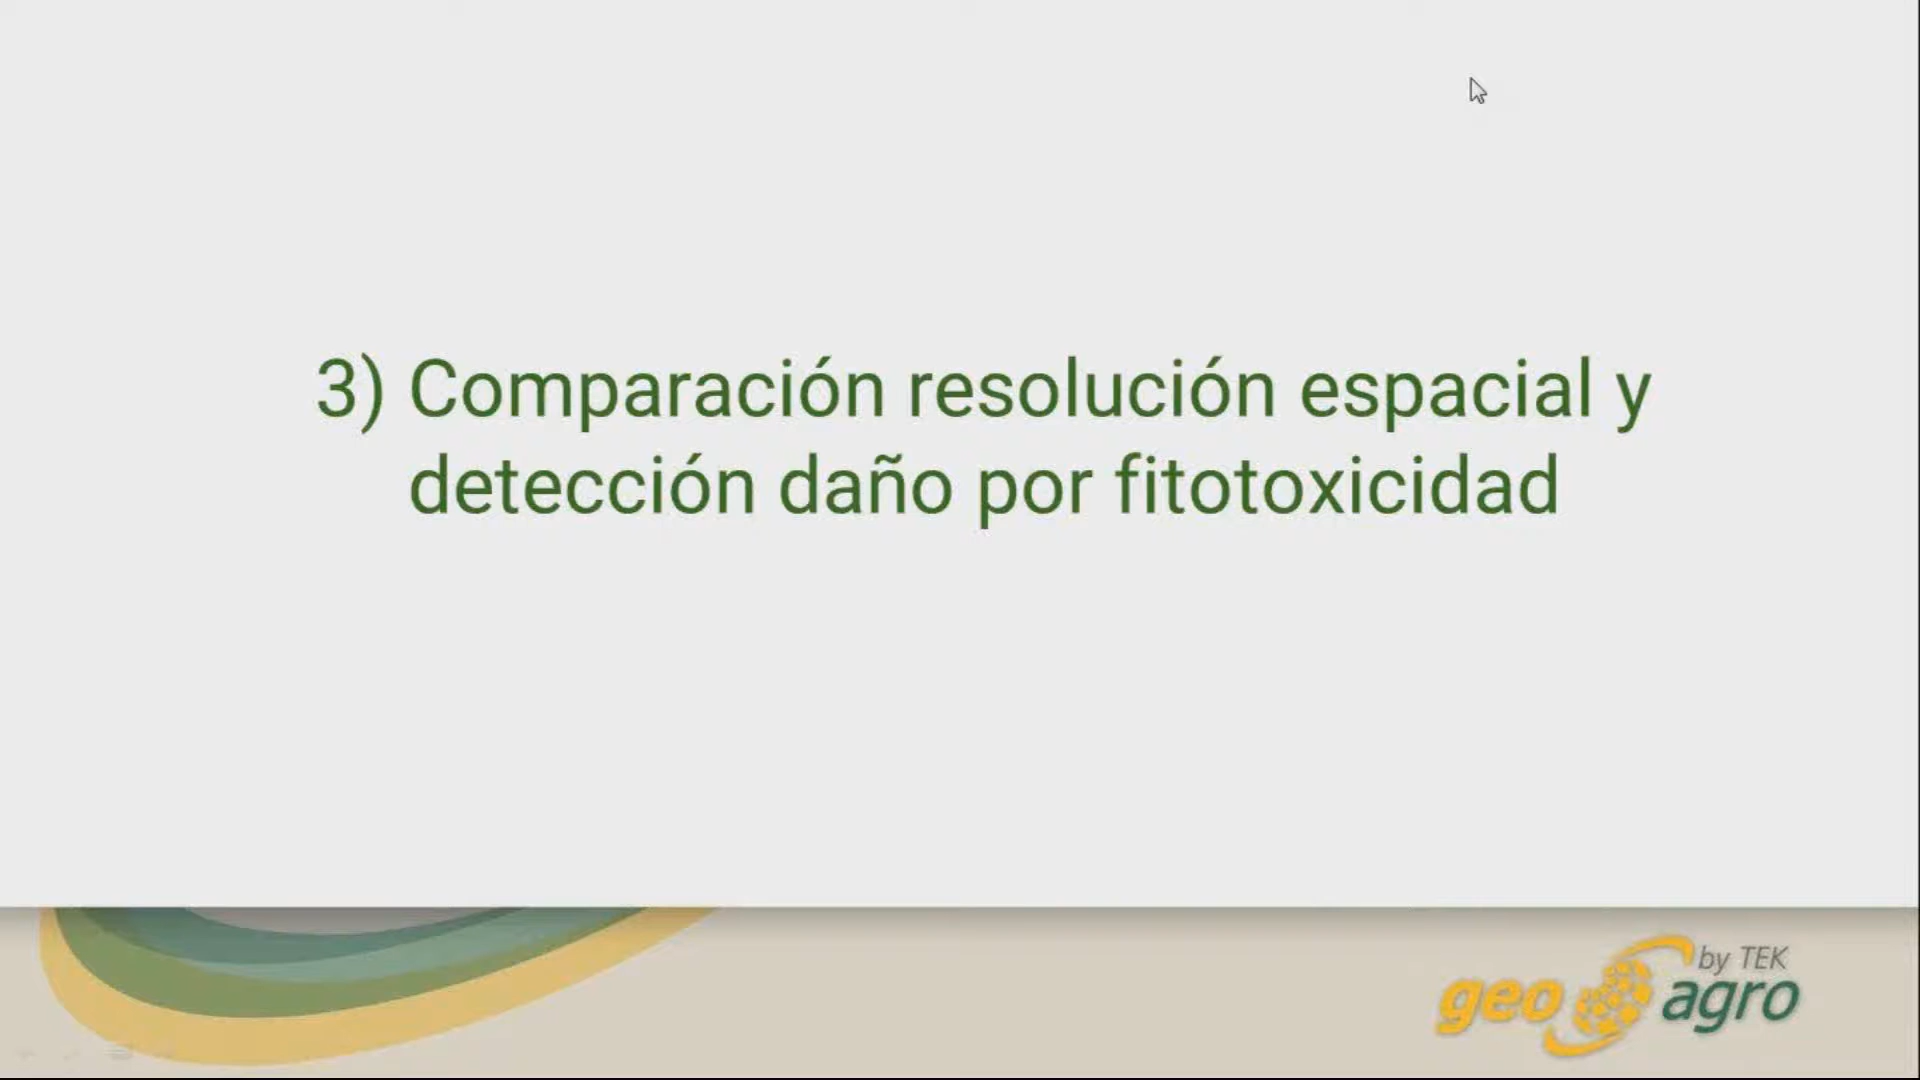 3) Comparación resolución espacial y
detección daño por fitotoxicidad
by TEK
geo agro